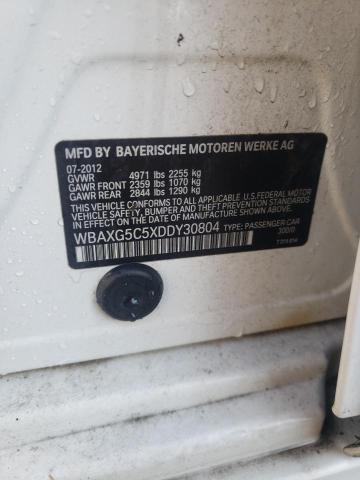 MFD BY BAYERISCHE MOTOREN WERKE AG
07-2012
GVWR 4971 lbs 2255 kg
GAWR FRONT 2359 lbs 1070 kg
GAWR REAR 2844 lbs 1290 kg
THIS VEHICLE CONFORMS TO ALL APPLICABLE U.S. FEDERAL MOTOR
VEHICLE SAFETY, BUMPER, AND THEFT PREVENTION STANDARDS IN
EFFECT ON THE DATE OF MANUFACTURE SHOWN ABOVE.
WBAXG5C5XDDY30804 TYPE: PASSENGER CAR
300/0